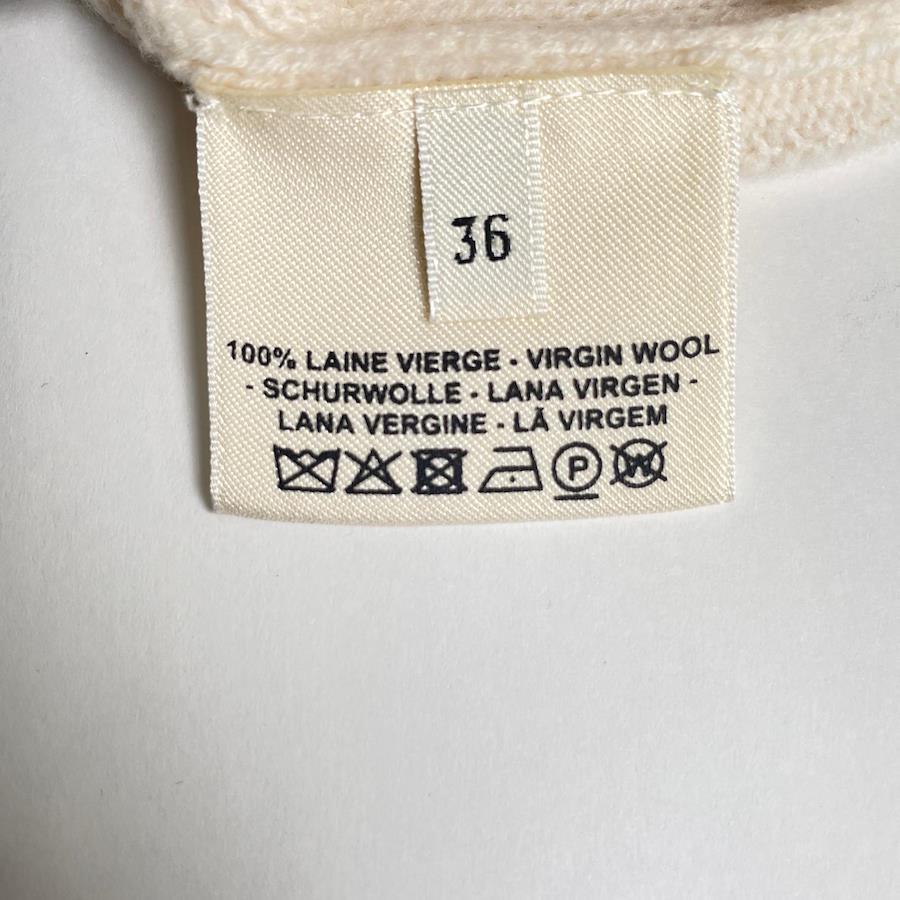 36
100% LAINE VIERGE - VIRGIN WOOL
- SCHURWOLLE - LANA VIRGEN -
LANA VERGINE - LÃ VIRGEM
P W